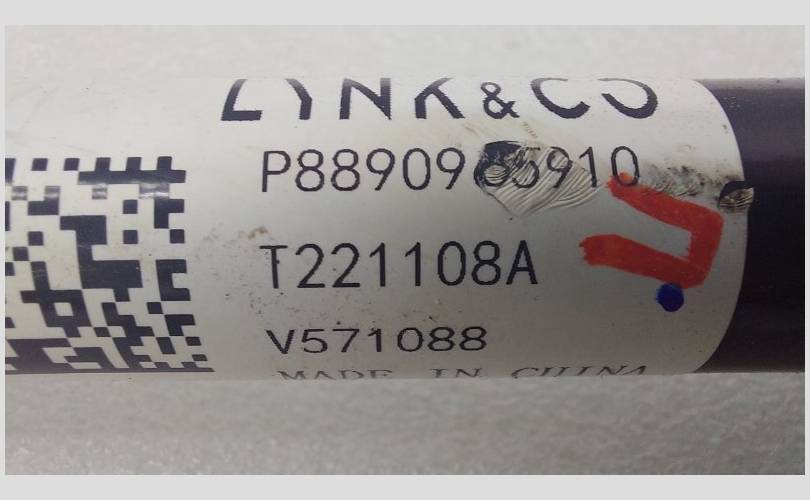 LYNK & CO
T221108A
V571088
MADE IN CHINA